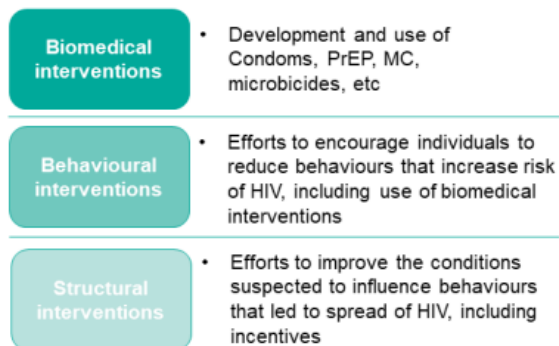 Biomedical
interventions
• Development and use of
Condoms, PrEP, MC,
microbicides, etc
Behavioural
interventions
• Efforts to encourage individuals to
reduce behaviours that increase risk
of HIV, including use of biomedical
interventions
Structural
interventions
• Efforts to improve the conditions
suspected to influence behaviours
that led to spread of HIV, including
incentives